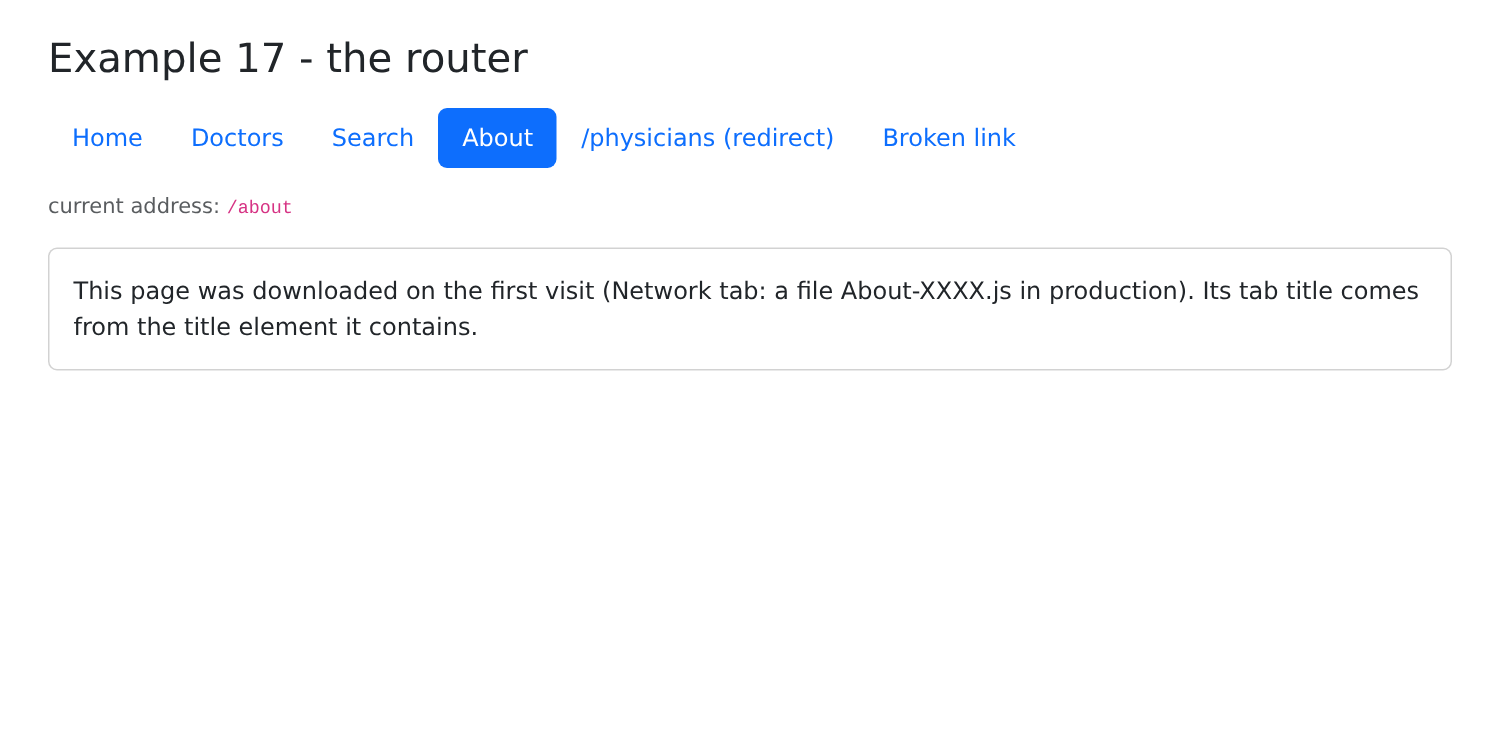 Example 17 - the router
Home Doctors Search About /physicians (redirect) Broken link
current address: /about
This page was downloaded on the first visit (Network tab: a file About-XXXX.js in production). Its tab title comes
from the title element it contains.